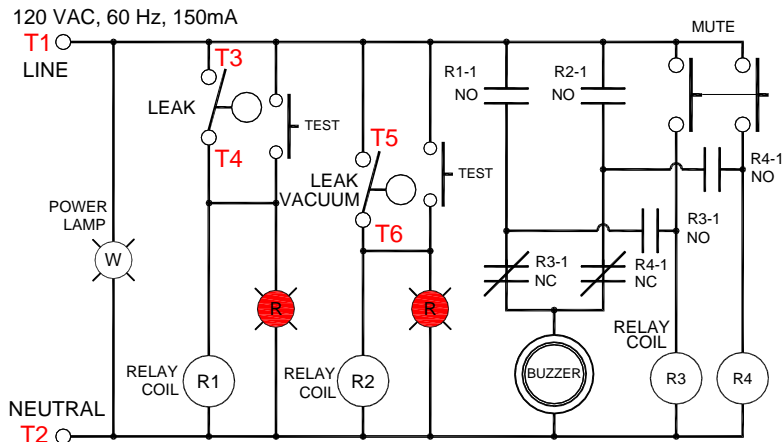 120 VAC, 60 Hz, 150mA
T1
LINE
T3
LEAK
T4
TEST
T5
LEAK
VACUUM
T6
TEST
R1-1
NO
R2-1
NO
MUTE
R4-1
NO
R3-1
NO
R3-1
NC
R4-1
NC
POWER
LAMP
W
R
R
RELAY
COIL
R1
RELAY
COIL
R2
BUZZER
RELAY
COIL
R3
R4
NEUTRAL
T2